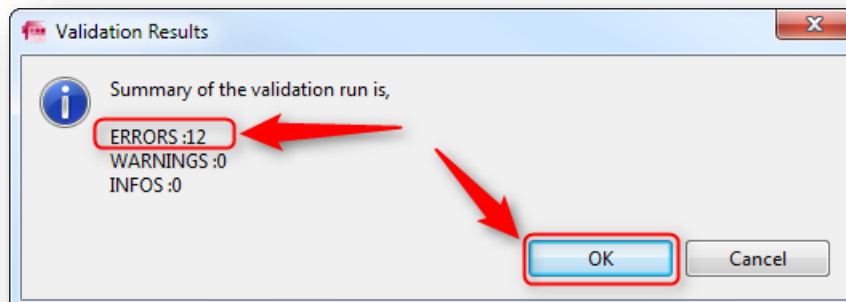 Validation Results
Summary of the validation run is,
ERRORS :12
WARNINGS :0
INFOS :0
OK
Cancel